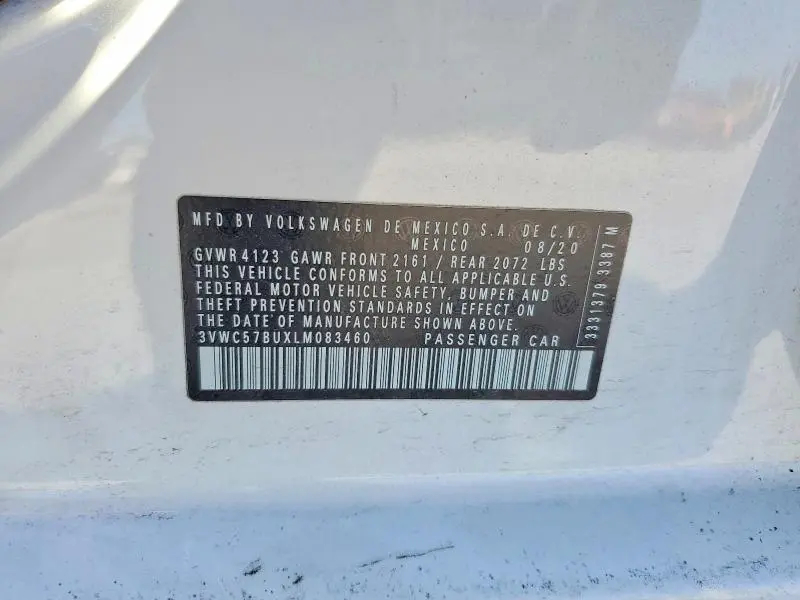 MFD BY VOLKSWAGEN DE MEXICO S.A. DE C.V.
MEXICO 08/20
GVWR 4123 GAWR FRONT 2161 / REAR 2072 LBS
THIS VEHICLE CONFORMS TO ALL APPLICABLE U.S.
FEDERAL MOTOR VEHICLE SAFETY, BUMPER AND
THEFT PREVENTION STANDARDS IN EFFECT ON
THE DATE OF MANUFACTURE SHOWN ABOVE.
3VWC57BUXLM083460 PASSENGER CAR
3331379 3387 M